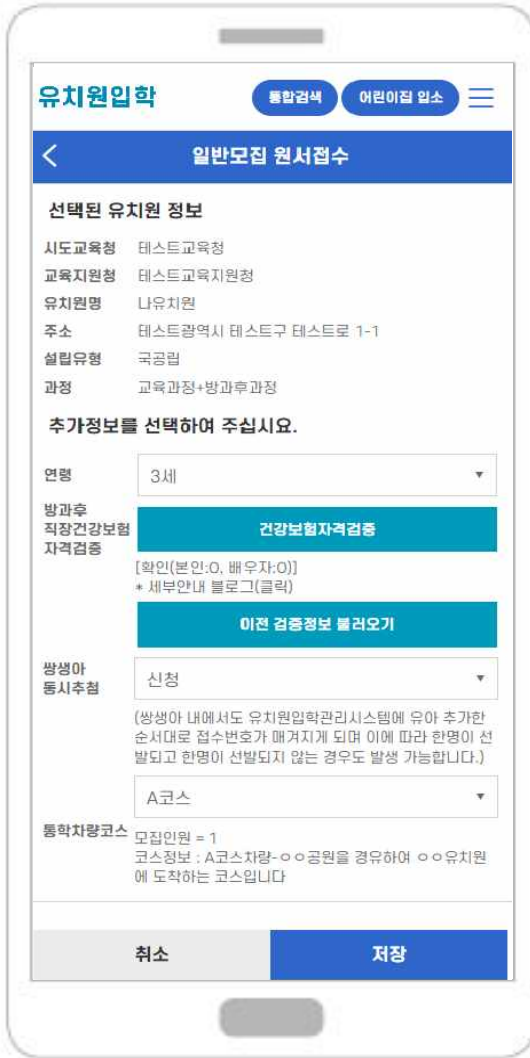 유치원입학
통합검색
어린이집 입소
일반모집 원서접수
선택된 유치원 정보
시도교육청 테스트교육청
교육지원청 테스트교육지원청
유치원명 나유치원
주소 테스트광역시 테스트구 테스트로 1-1
설립유형 국공립
과정 교육과정+방과후과정
추가정보를 선택하여 주십시요.
연령 3세
방과후
직장건강보험
자격검증
건강보험자격검증
[확인(본인:O, 배우자:O)]
* 세부안내 블로그(클릭)
이전 검증정보 불러오기
쌍생아
동시추첨
신청
(쌍생아 내에서도 유치원입학관리시스템에 유아 추가한
순서대로 접수번호가 매겨지게 되며 이에 따라 한명이 선
발되고 한명이 선발되지 않는 경우도 발생 가능합니다.)
통학차량코스
A코스
모집인원 = 1
코스정보 : A코스차량-ㅇㅇ공원을 경유하여 ㅇㅇ유치원
에 도착하는 코스입니다
취소
저장